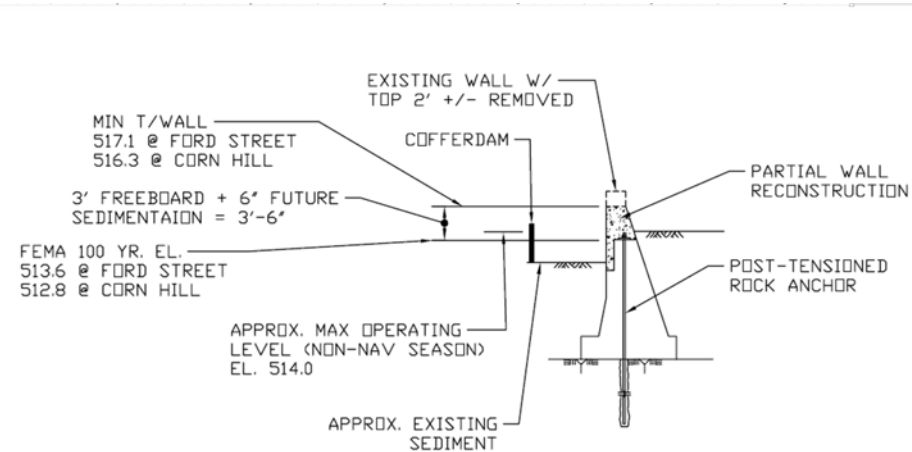 EXISTING WALL W/
TOP 2' +/- REMOVED
MIN T/WALL
517.1 @ FORD STREET
516.3 @ CORN HILL
COFFERDAM
PARTIAL WALL
RECONSTRUCTION
3' FREEBOARD + 6" FUTURE
SEDIMENTAION = 3'-6"
FEMA 100 YR. EL.
513.6 @ FORD STREET
512.8 @ CORN HILL
POST-TENSIONED
ROCK ANCHOR
APPROX. MAX OPERATING
LEVEL (NON-NAV SEASON)
EL. 514.0
APPROX. EXISTING
SEDIMENT